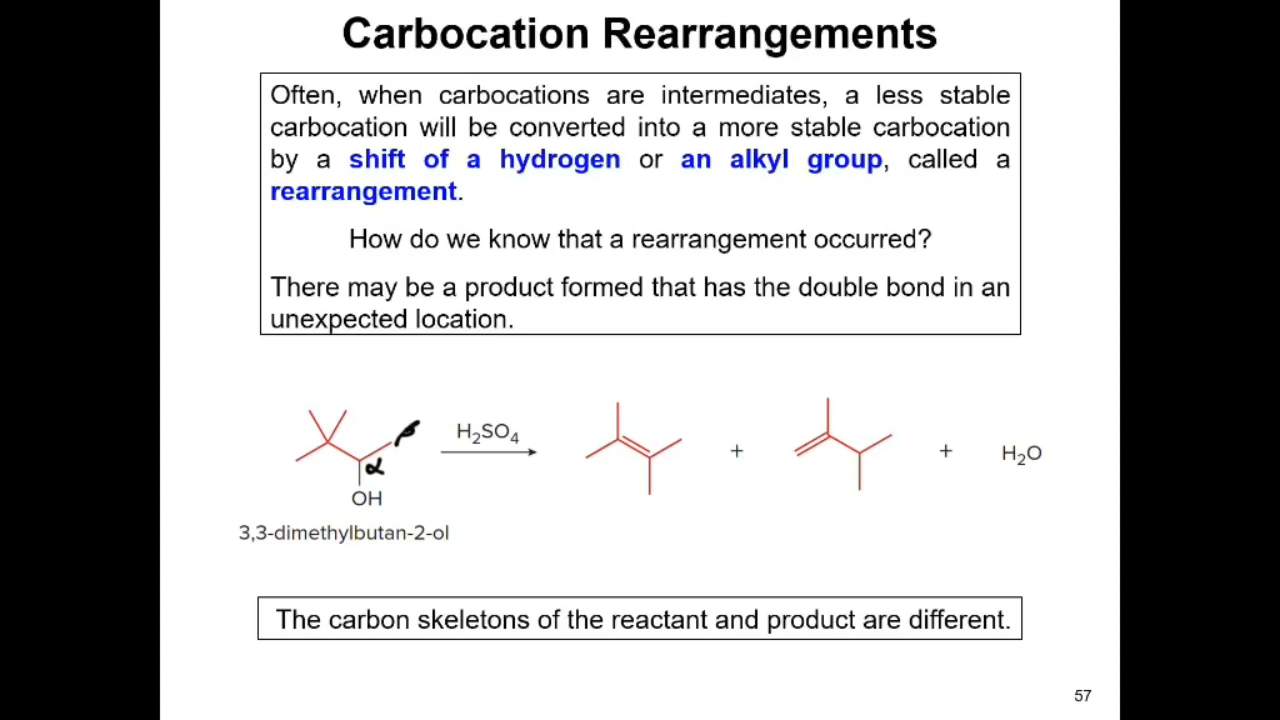 Carbocation Rearrangements
Often, when carbocations are intermediates, a less stable
carbocation will be converted into a more stable carbocation
by a shift of a hydrogen or an alkyl group, called a
rearrangement.
How do we know that a rearrangement occurred?
There may be a product formed that has the double bond in an
unexpected location.
β
H₂SO₄
+
+
H₂O
α
OH
3,3-dimethylbutan-2-ol
The carbon skeletons of the reactant and product are different.
57